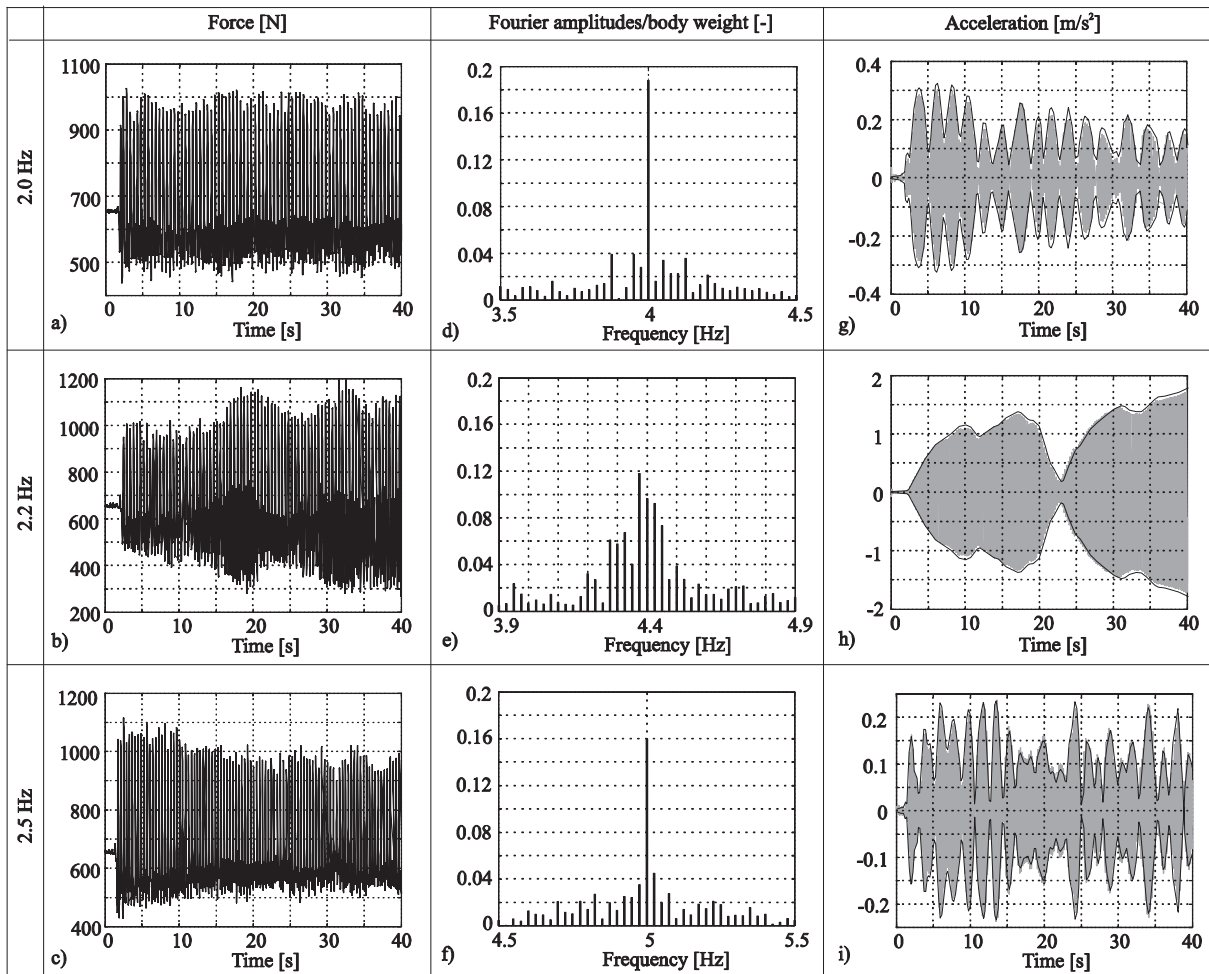 Force [N]
Fourier amplitudes/body weight [-]
Acceleration [m/s²]
2.0 Hz
1100
900
700
500
0 10 20 30 40
a)
Time [s]
0.2
0.16
0.12
0.08
0.04
0
3.5 4 4.5
d)
Frequency [Hz]
0.4
0.2
0
-0.2
-0.4
0 10 20 30 40
g)
Time [s]
2.2 Hz
1200
1000
800
600
400
200
0 10 20 30 40
b)
Time [s]
0.2
0.16
0.12
0.08
0.04
0
3.9 4.4 4.9
e)
Frequency [Hz]
2
1
0
-1
-2
0 10 20 30 40
h)
Time [s]
2.5 Hz
1200
1000
800
600
400
0 10 20 30 40
c)
Time [s]
0.2
0.16
0.12
0.08
0.04
0
4.5 5 5.5
f)
Frequency [Hz]
0.2
0.1
0
-0.1
-0.2
0 10 20 30 40
i)
Time [s]